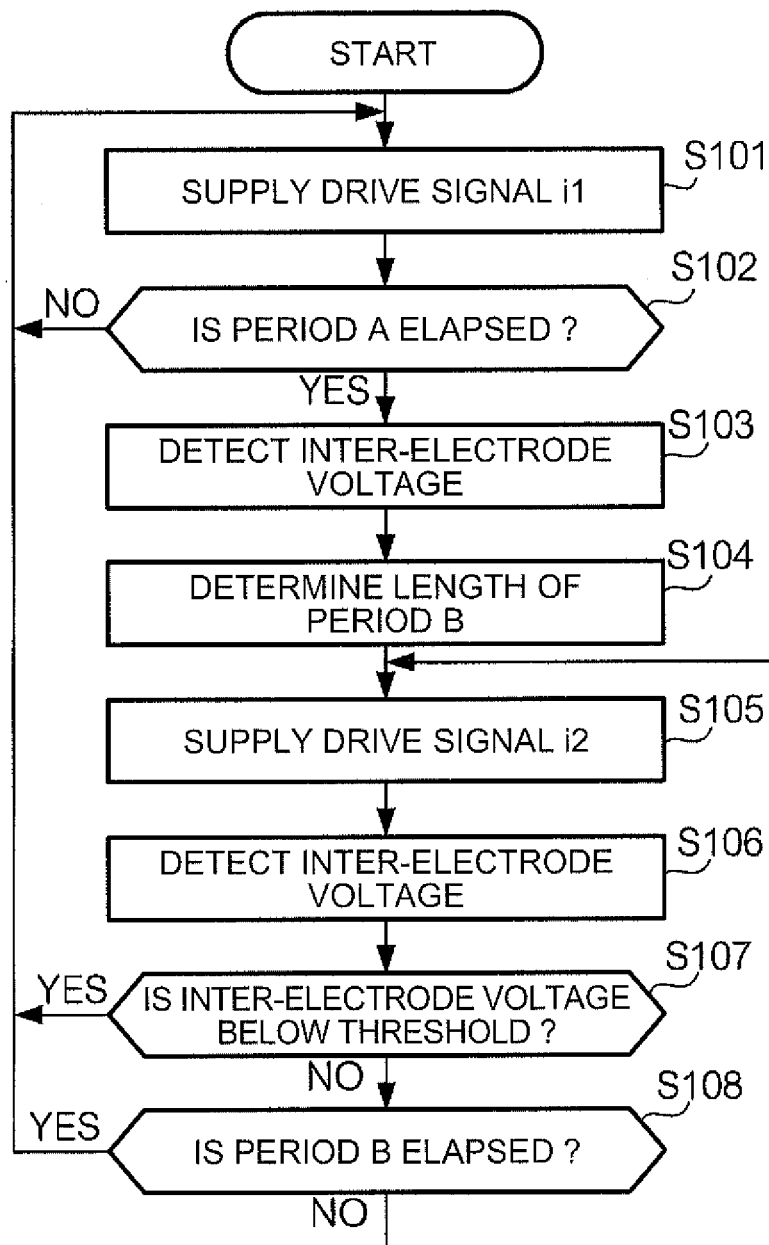 START
SUPPLY DRIVE SIGNAL i1
S101
IS PERIOD A ELAPSED ?
S102
NO
YES
DETECT INTER-ELECTRODE
VOLTAGE
S103
DETERMINE LENGTH OF
PERIOD B
S104
SUPPLY DRIVE SIGNAL i2
S105
DETECT INTER-ELECTRODE
VOLTAGE
S106
IS INTER-ELECTRODE VOLTAGE
BELOW THRESHOLD ?
S107
YES
NO
IS PERIOD B ELAPSED ?
S108
YES
NO